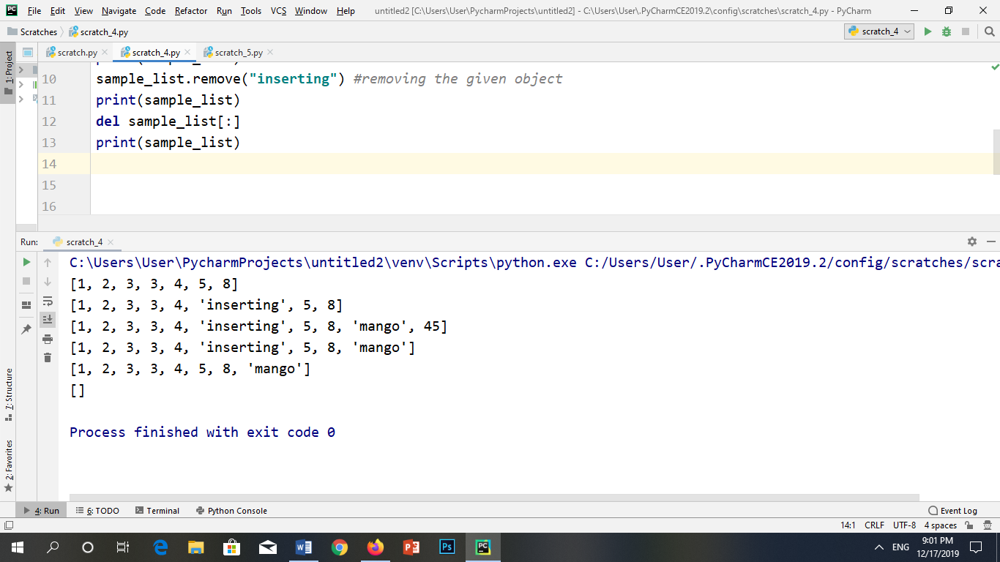 File Edit View Navigate Code Refactor Run Tools VCS Window Help untitled2 [C:\Users\User\PycharmProjects\untitled2] - C:\Users\User\.PyCharmCE2019.2\config\scratches\scratch_4.py - PyCharm
Scratches scratch_4.py scratch_4
1: Project
scratch.py scratch_4.py scratch_5.py
10 sample_list.remove("inserting") #removing the given object
11 print(sample_list)
12 del sample_list[:]
13 print(sample_list)
14
15
16
Run: scratch_4
C:\Users\User\PycharmProjects\untitled2\venv\Scripts\python.exe C:/Users/User/.PyCharmCE2019.2/config/scratches/scra
[1, 2, 3, 3, 4, 5, 8]
[1, 2, 3, 3, 4, 'inserting', 5, 8]
[1, 2, 3, 3, 4, 'inserting', 5, 8, 'mango', 45]
[1, 2, 3, 3, 4, 'inserting', 5, 8, 'mango']
[1, 2, 3, 3, 4, 5, 8, 'mango']
[]
Process finished with exit code 0
7: Structure
2: Favorites
4: Run 6: TODO Terminal Python Console Event Log
14:1 CRLF UTF-8 4 spaces
ENG 9:01 PM
12/17/2019